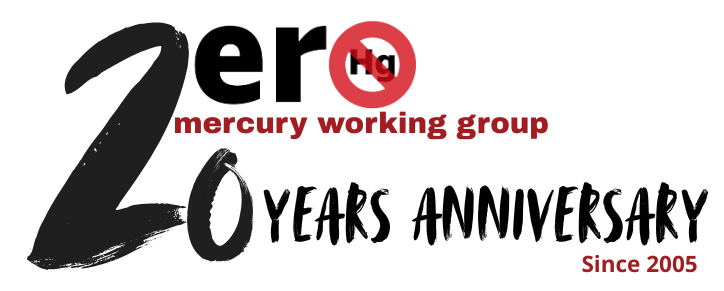 Zero
Hg
mercury working group
20 YEARS ANNIVERSARY
Since 2005